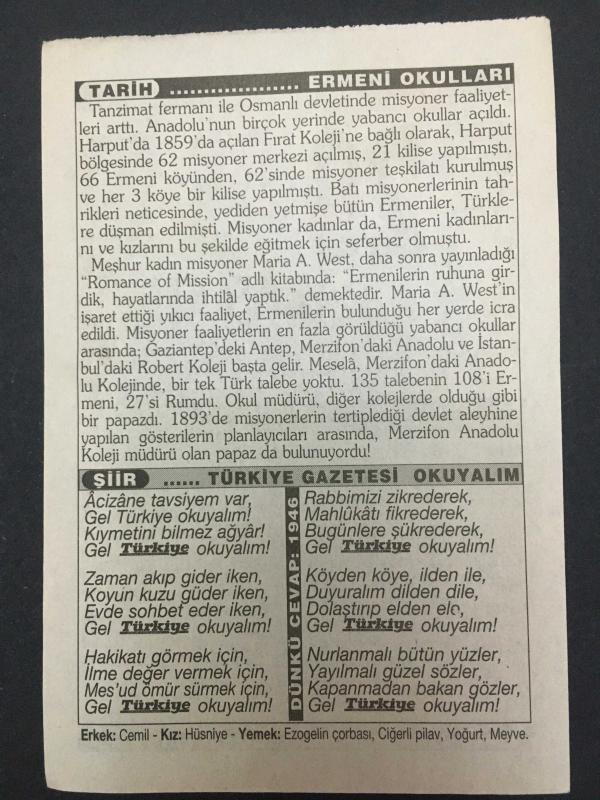 TARİH .................... ERMENİ OKULLARI
Tanzimat fermanı ile Osmanlı devletinde misyoner faaliyet-
leri arttı. Anadolu'nun birçok yerinde yabancı okullar açıldı.
Harput'da 1859'da açılan Fırat Koleji'ne bağlı olarak, Harput
bölgesinde 62 misyoner merkezi açılmış, 21 kilise yapılmıştı.
66 Ermeni köyünden, 62'sinde misyoner teşkilatı kurulmuş
ve her 3 köye bir kilise yapılmıştı. Batı misyonerlerinin tah-
rikleri neticesinde, yediden yetmişe bütün Ermeniler, Türkle-
re düşman edilmişti. Misyoner kadınlar da, Ermeni kadınları-
nı ve kızlarını bu şekilde eğitmek için seferber olmuştu.
Meşhur kadın misyoner Maria A. West, daha sonra yayınladığı
"Romance of Mission" adlı kitabında: "Ermenilerin ruhuna gir-
dik, hayatlarında ihtilâl yaptık." demektedir. Maria A. West'in
işaret ettiği yıkıcı faaliyet, Ermenilerin bulunduğu her yerde icra
edildi. Misyoner faaliyetlerin en fazla görüldüğü yabancı okullar
arasında; Gaziantep'deki Antep, Merzifon'daki Anadolu ve İstan-
bul'daki Robert Koleji başta gelir. Meselâ, Merzifon'daki Anado-
lu Kolejinde, bir tek Türk talebe yoktu. 135 talebenin 108'i Er-
meni, 27'si Rumdu. Okul müdürü, diğer kolejlerde olduğu gibi
bir papazdı. 1893'de misyonerlerin tertiplediği devlet aleyhine
yapılan gösterilerin planlayıcıları arasında, Merzifon Anadolu
Koleji müdürü olan papaz da bulunuyordu!
ŞİİR ...... TÜRKİYE GAZETESİ OKUYALIM
Âcizâne tavsiyem var,
Gel Türkiye okuyalım!
Kıymetini bilmez ağyâr!
Gel Türkiye okuyalım!
Zaman akıp gider iken,
Koyun kuzu güder iken,
Evde sohbet eder iken,
Gel Türkiye okuyalım!
Hakikatı görmek için,
İlme değer vermek için,
Mes'ud ömür sürmek için,
Gel Türkiye okuyalım!
DÜNKÜ CEVAP: 1946
Rabbimizi zikrederek,
Mahlûkâtı fikrederek,
Bugünlere şükrederek,
Gel Türkiye okuyalım!
Köyden köye, ilden ile,
Duyuralım dilden dile,
Dolaştırıp elden ele,
Gel Türkiye okuyalım!
Nurlanmalı bütün yüzler,
Yayılmalı güzel sözler,
Kapanmadan bakan gözler,
Gel Türkiye okuyalım!
Erkek: Cemil - Kız: Hüsniye - Yemek: Ezogelin çorbası, Ciğerli pilav, Yoğurt, Meyve.